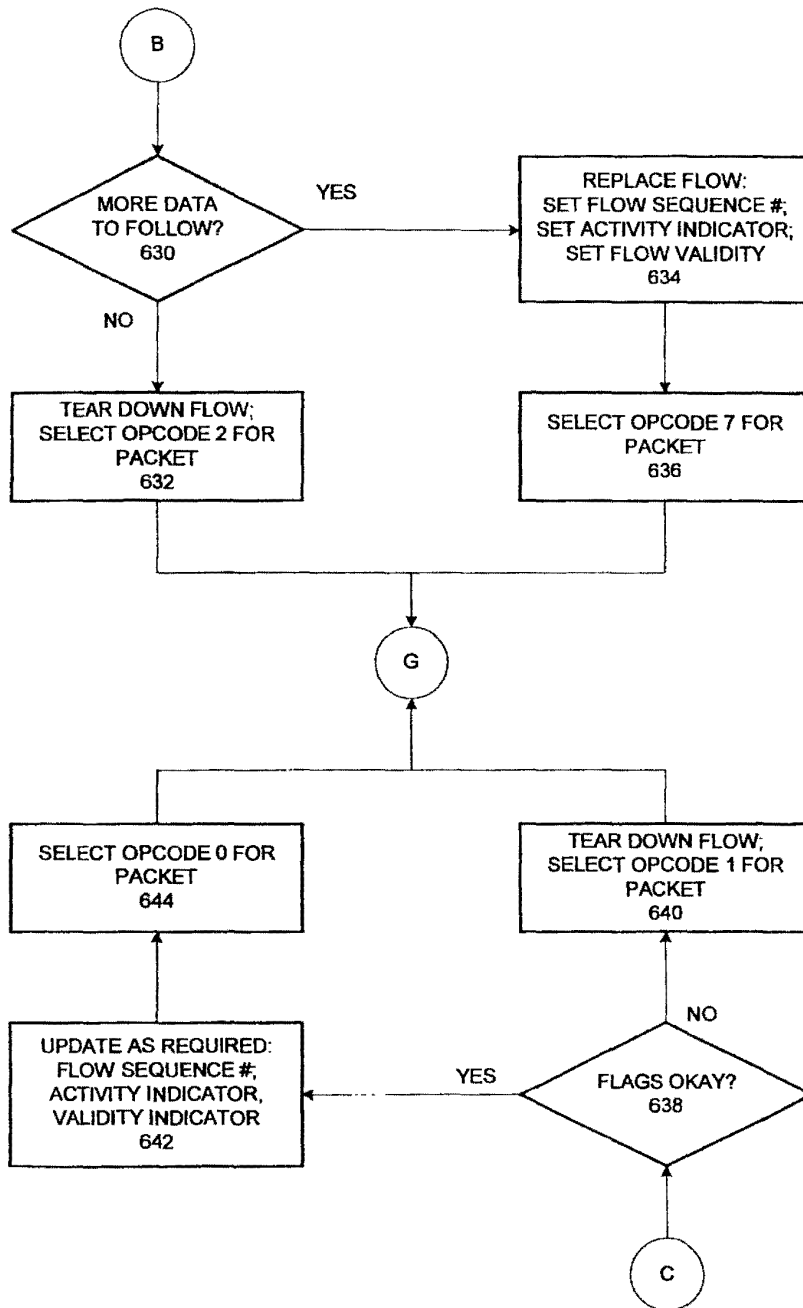 B
MORE DATA
TO FOLLOW?
630
YES
NO
REPLACE FLOW:
SET FLOW SEQUENCE #;
SET ACTIVITY INDICATOR;
SET FLOW VALIDITY
634
TEAR DOWN FLOW;
SELECT OPCODE 2 FOR
PACKET
632
SELECT OPCODE 7 FOR
PACKET
636
G
SELECT OPCODE 0 FOR
PACKET
644
TEAR DOWN FLOW;
SELECT OPCODE 1 FOR
PACKET
640
UPDATE AS REQUIRED:
FLOW SEQUENCE #;
ACTIVITY INDICATOR,
VALIDITY INDICATOR
642
YES
NO
FLAGS OKAY?
638
C